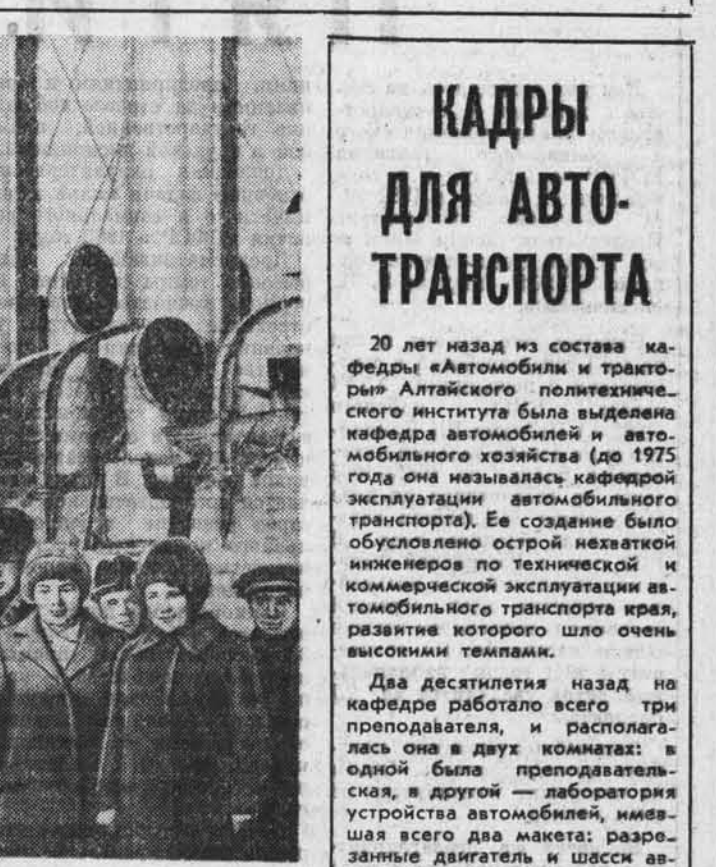 КАДРЫ
ДЛЯ АВТО-
ТРАНСПОРТА
20 лет назад из состава ка-
федры «Автомобили и тракто-
ры» Алтайского политехниче-
ского института была выделена
кафедра автомобилей и авто-
мобильного хозяйства (до 1975
года она называлась кафедрой
эксплуатации автомобильного
транспорта). Ее создание было
обусловлено острой нехваткой
инженеров по технической и
коммерческой эксплуатации ав-
томобильного транспорта края,
развитие которого шло очень
высокими темпами.
Два десятилетия назад на
кафедре работало всего три
преподавателя, и располага-
лась она в двух комнатах: в
одной была преподаватель-
ская, в другой — лаборатория
устройства автомобилей, имев-
шая всего два макета: разре-
занные двигатель и шасси ав-